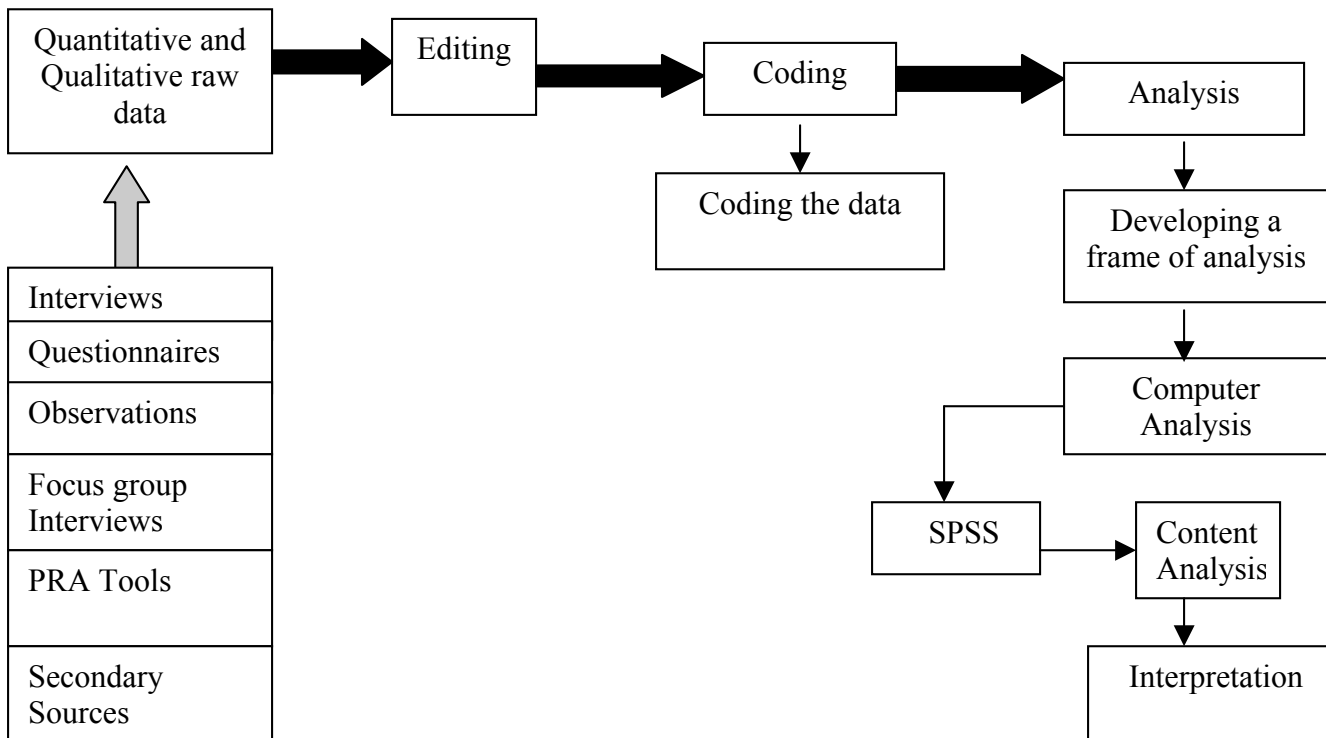 Quantitative and
Qualitative raw
data
Editing
Coding
Analysis
Coding the data
Developing a
frame of analysis
Interviews
Questionnaires
Observations
Focus group
Interviews
PRA Tools
Secondary
Sources
Computer
Analysis
SPSS
Content
Analysis
Interpretation